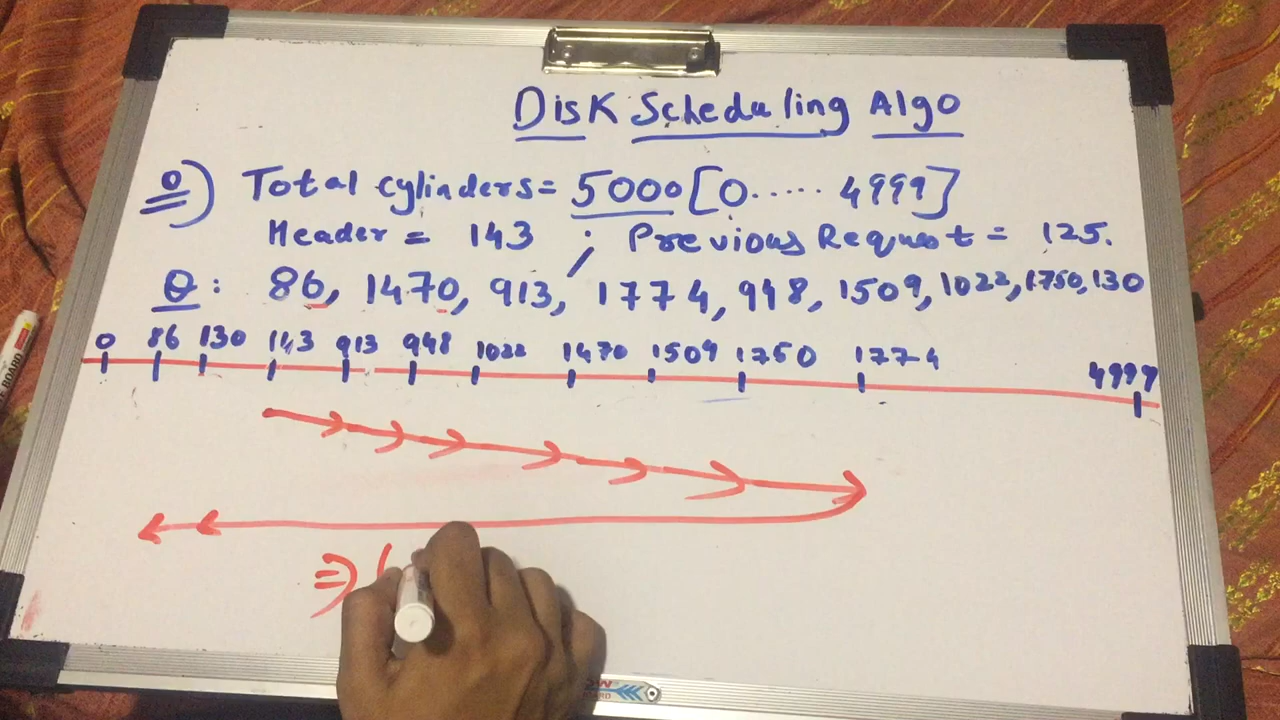 Disk Scheduling Algo
Q) Total cylinders = 5000 [0..... 4999]
Header = 143 ; Previous Request = 125.
Q: 86, 1470, 913, 1774, 948, 1509, 1022, 1750, 130
0 86 130 143 913 948 1022 1470 1509 1750 1774 4999
=> (